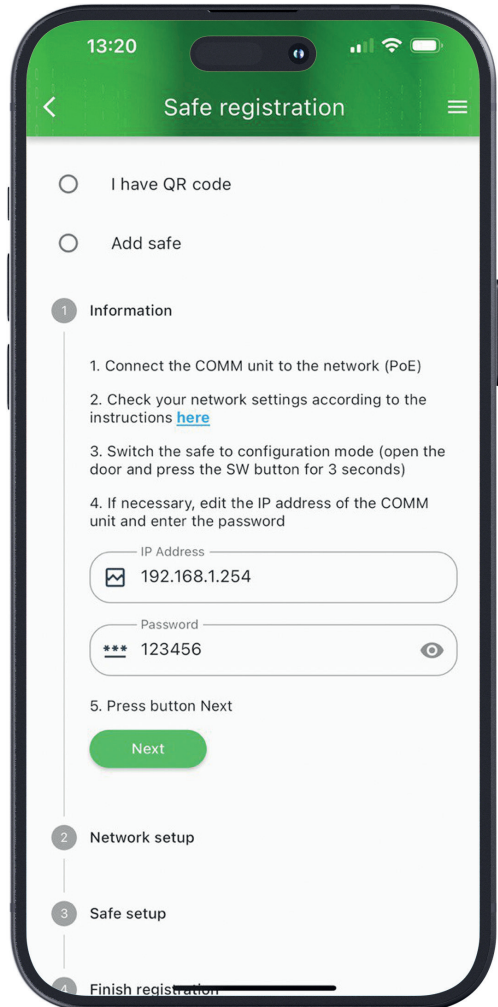 13:20
Safe registration
I have QR code
Add safe
1 Information
1. Connect the COMM unit to the network (PoE)
2. Check your network settings according to the
instructions here
3. Switch the safe to configuration mode (open the
door and press the SW button for 3 seconds)
4. If necessary, edit the IP address of the COMM
unit and enter the password
IP Address
192.168.1.254
Password
*** 123456
5. Press button Next
Next
2 Network setup
3 Safe setup
4 Finish registration